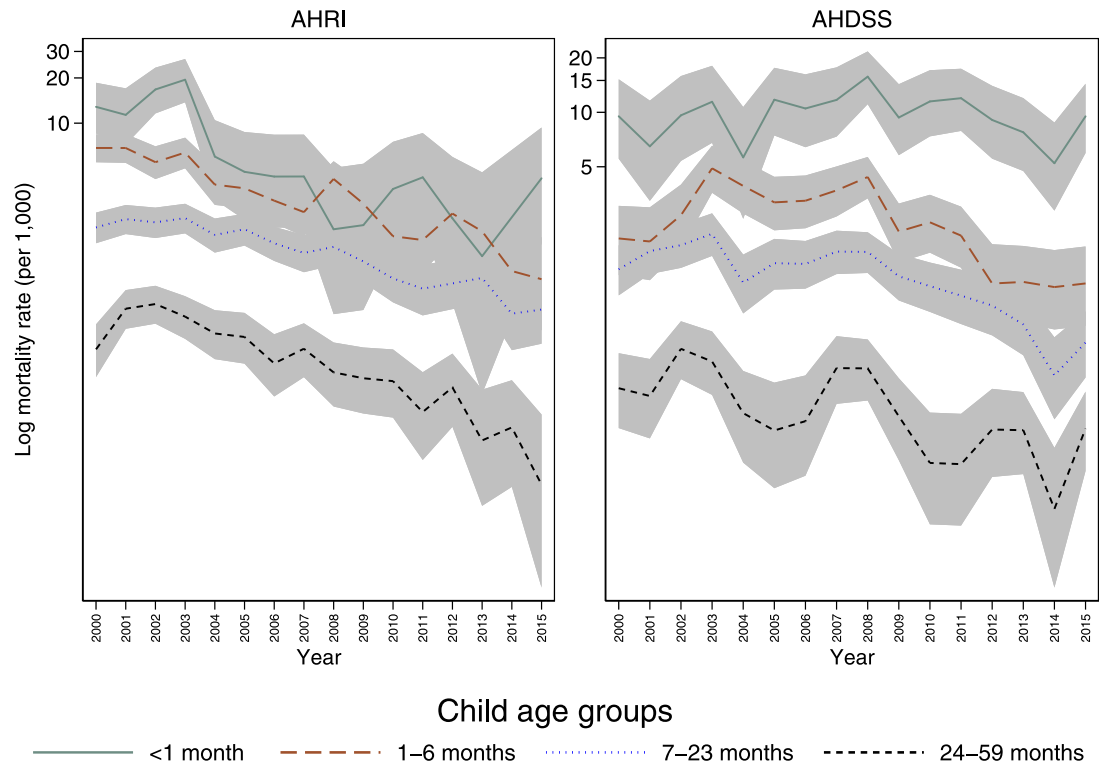 AHRI
AHDSS
Log mortality rate (per 1,000)
30
20
10
20
15
10
5
2000 2001 2002 2003 2004 2005 2006 2007 2008 2009 2010 2011 2012 2013 2014 2015
2000 2001 2002 2003 2004 2005 2006 2007 2008 2009 2010 2011 2012 2013 2014 2015
Year
Year
Child age groups
<1 month 1–6 months 7–23 months 24–59 months